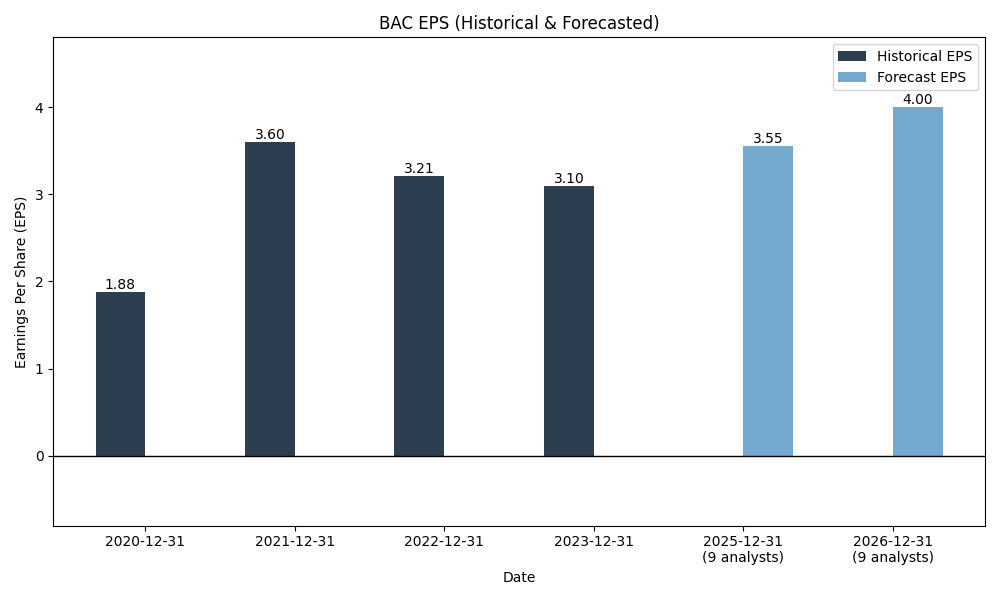 BAC EPS (Historical & Forecasted)
Historical EPS
Forecast EPS
Earnings Per Share (EPS)
4
3
2
1
0
1.88
3.60
3.21
3.10
3.55
4.00
2020-12-31
2021-12-31
2022-12-31
2023-12-31
2025-12-31
(9 analysts)
2026-12-31
(9 analysts)
Date